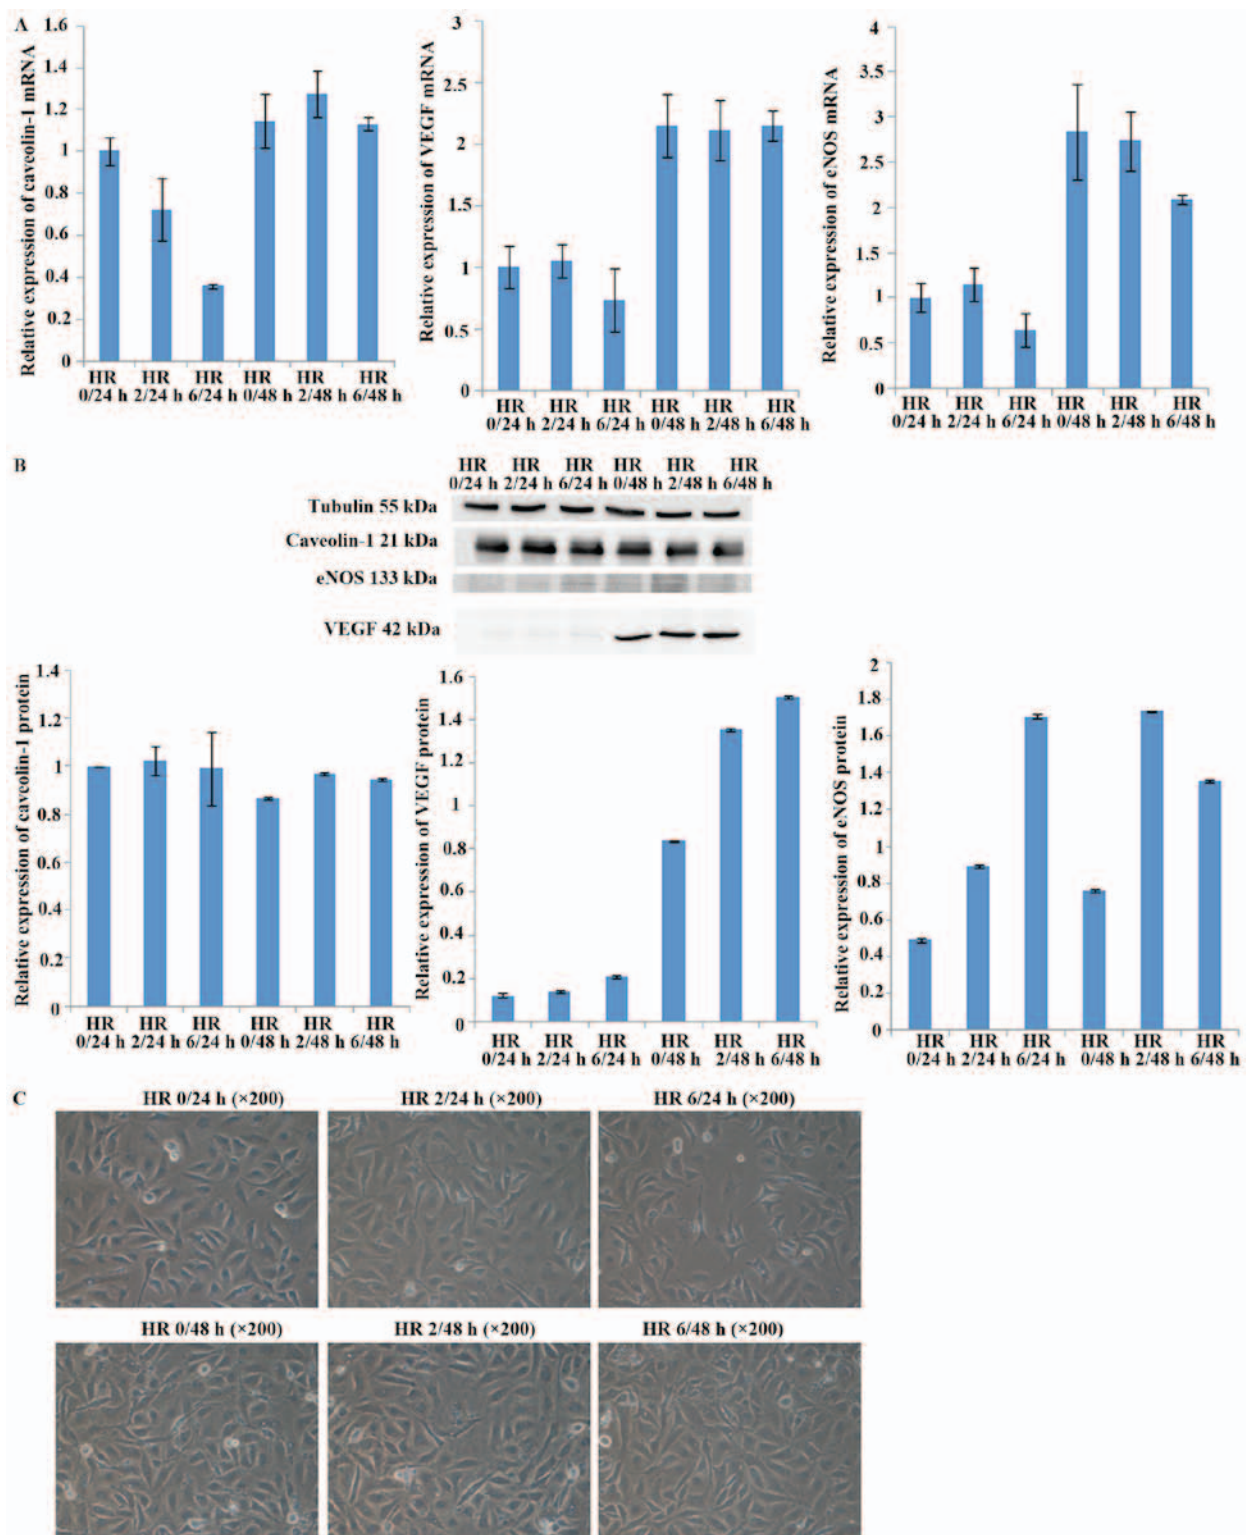 A
Relative expression of caveolin-1 mRNA
1.6
1.4
1.2
1
0.8
0.6
0.4
0.2
0
HR HR HR HR HR HR
0/24 h 2/24 h 6/24 h 0/48 h 2/48 h 6/48 h
Relative expression of VEGF mRNA
3
2.5
2
1.5
1
0.5
0
HR HR HR HR HR HR
0/24 h 2/24 h 6/24 h 0/48 h 2/48 h 6/48 h
Relative expression of eNOS mRNA
4
3.5
3
2.5
2
1.5
1
0.5
0
HR HR HR HR HR HR
0/24 h 2/24 h 6/24 h 0/48 h 2/48 h 6/48 h
B
HR HR HR HR HR HR
0/24 h 2/24 h 6/24 h 0/48 h 2/48 h 6/48 h
Tubulin 55 kDa
Caveolin-1 21 kDa
eNOS 133 kDa
VEGF 42 kDa
Relative expression of caveolin-1 protein
1.4
1.2
1
0.8
0.6
0.4
0.2
0
HR HR HR HR HR HR
0/24 h 2/24 h 6/24 h 0/48 h 2/48 h 6/48 h
Relative expression of VEGF protein
1.6
1.4
1.2
1
0.8
0.6
0.4
0.2
0
HR HR HR HR HR HR
0/24 h 2/24 h 6/24 h 0/48 h 2/48 h 6/48 h
Relative expression of eNOS protein
2
1.8
1.6
1.4
1.2
1
0.8
0.6
0.4
0.2
0
HR HR HR HR HR HR
0/24 h 2/24 h 6/24 h 0/48 h 2/48 h 6/48 h
C
HR 0/24 h (×200) HR 2/24 h (×200) HR 6/24 h (×200)
HR 0/48 h (×200) HR 2/48 h (×200) HR 6/48 h (×200)